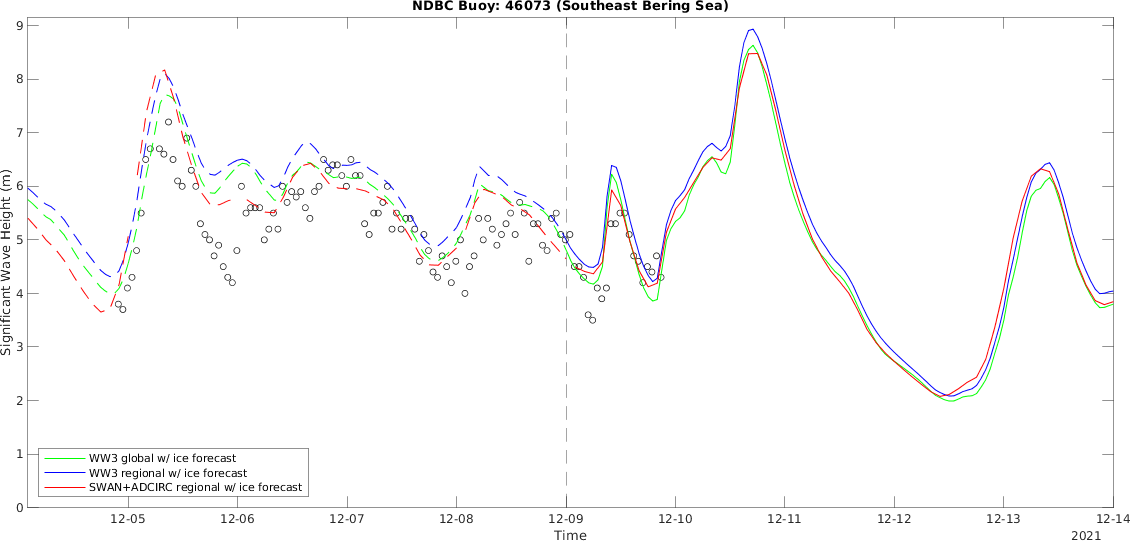 NDBC Buoy: 46073 (Southeast Bering Sea)
Significant Wave Height (m)
9
8
7
6
5
4
3
2
1
0
WW3 global w/ ice forecast
WW3 regional w/ ice forecast
SWAN+ADCIRC regional w/ ice forecast
12-05 12-06 12-07 12-08 12-09 12-10 12-11 12-12 12-13 12-14
Time
2021